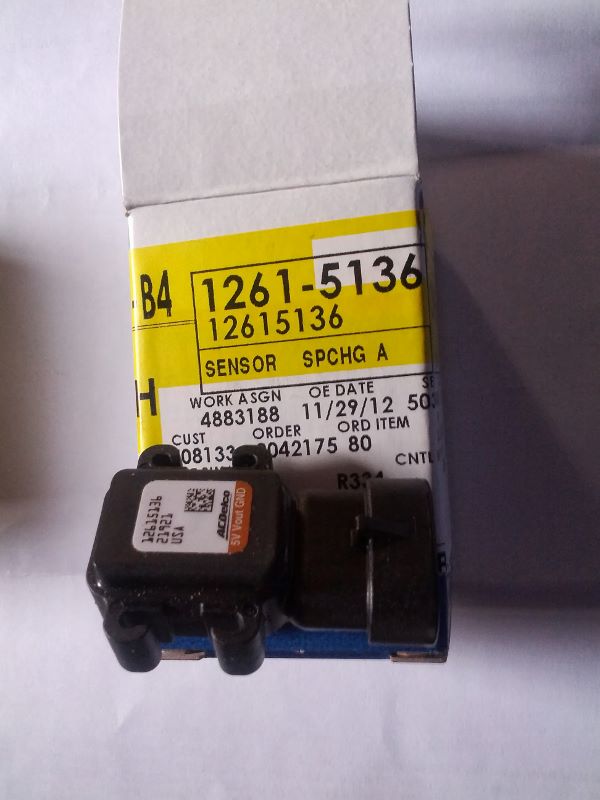 - B4
1261-5136
12615136
SENSOR SPCHG A
H
WORK ASGN OE DATE
4883188 11/29/12
CUST ORDER ORD ITEM
08133 042175 80
R334
12615136
21921
USA
ACDelco
5V Vout GND